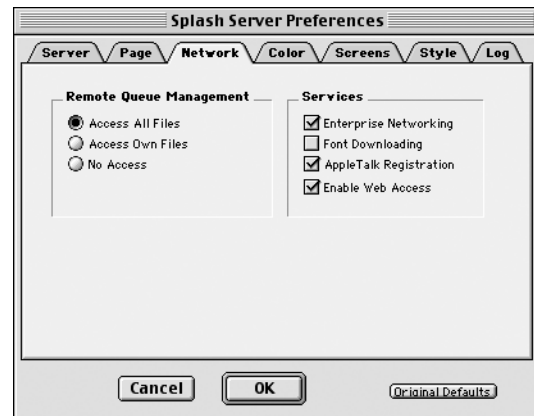 Splash Server Preferences
Server Page Network Color Screens Style Log
Remote Queue Management
Access All Files
Access Own Files
No Access
Services
Enterprise Networking
Font Downloading
AppleTalk Registration
Enable Web Access
Cancel OK Original Defaults